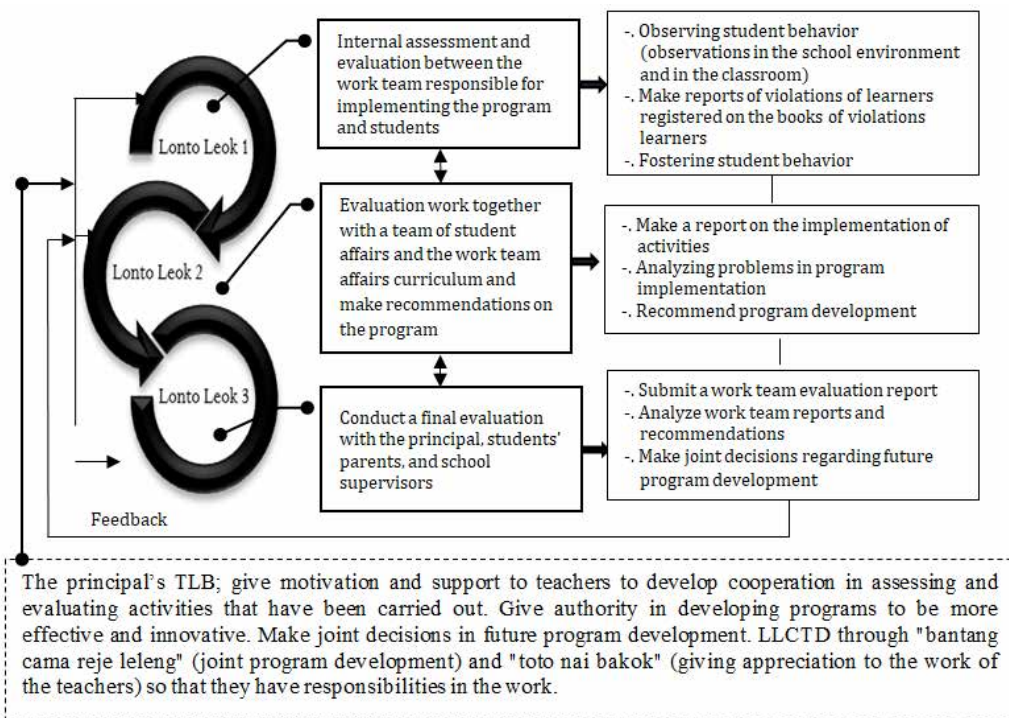 Lonto Leok 1
Lonto Leok 2
Lonto Leok 3
Feedback
Internal assessment and
evaluation between the
work team responsible for
implementing the program
and students
-. Observing student behavior
(observations in the school environment
and in the classroom)
-. Make reports of violations of learners
registered on the books of violations
learners
-. Fostering student behavior
Evaluation work together
with a team of student
affairs and the work team
affairs curriculum and
make recommendations on
the program
-. Make a report on the implementation of
activities
-. Analyzing problems in program
implementation
-. Recommend program development
Conduct a final evaluation
with the principal, students'
parents, and school
supervisors
-. Submit a work team evaluation report
-. Analyze work team reports and
recommendations
-. Make joint decisions regarding future
program development
The principal's TLB; give motivation and support to teachers to develop cooperation in assessing and
evaluating activities that have been carried out. Give authority in developing programs to be more
effective and innovative. Make joint decisions in future program development. LLCTD through "bantang
cama reje leleng" (joint program development) and "toto nai bakok" (giving appreciation to the work of
the teachers) so that they have responsibilities in the work.